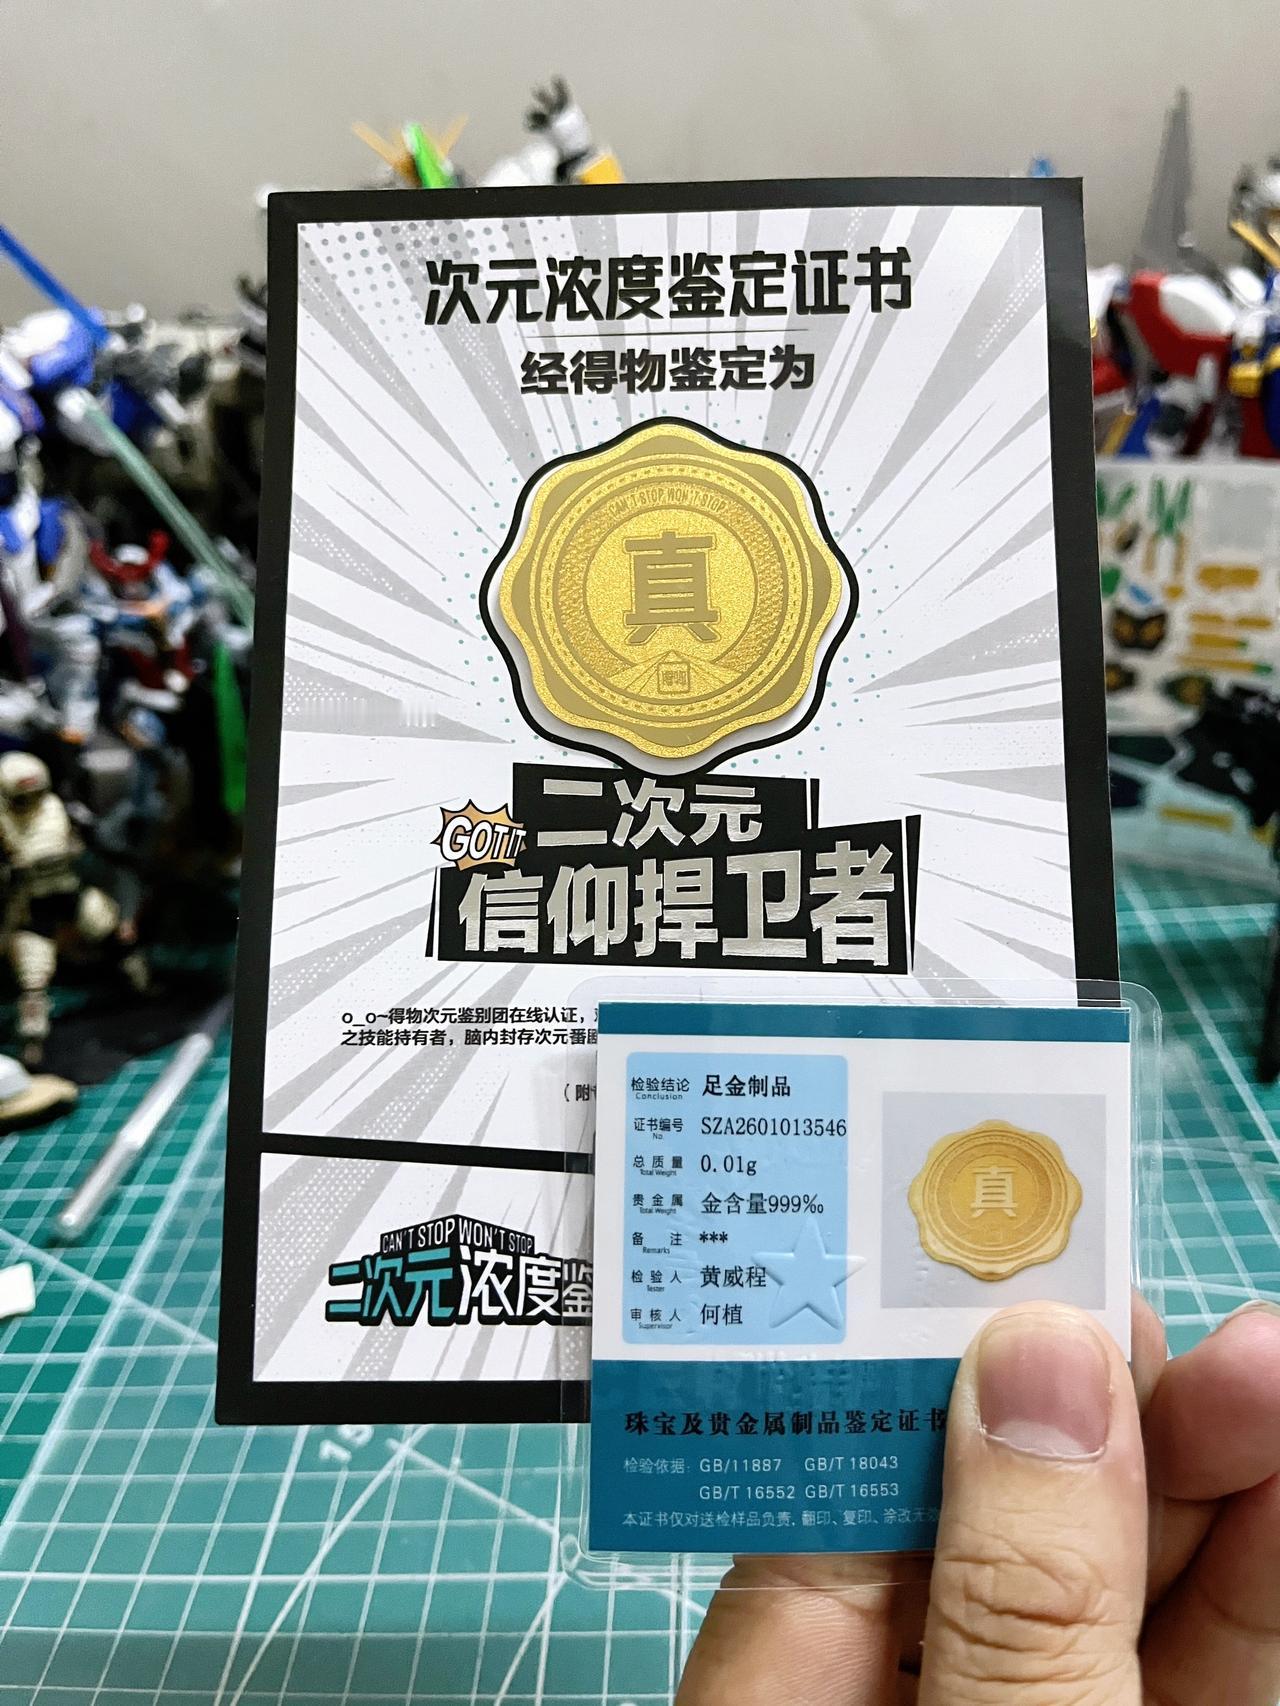 次元浓度鉴定证书
经得物鉴定为
CAN'T STOP WON'T STOP
真
得物
GOT IT
二次元
信仰捍卫者
o_o~得物次元鉴别团在线认证，
之技能持有者，脑内封存次元番剧
（附
CAN'T STOP WON'T STOP
二次元浓度鉴
检验结论 足金制品
Conclusion
证书编号 SZA2601013546
No.
总质量 0.01g
Total Weight
贵金属 金含量999‰
Total Weight
备注 ***
Remarks
检验人 黄威程
Tester
审核人 何植
Supervisor
真
珠宝及贵金属制品鉴定证书
检验依据: GB/11887 GB/T 18043
GB/T 16552 GB/T 16553
本证书仅对送检样品负责, 翻印、复印、涂改无效
15